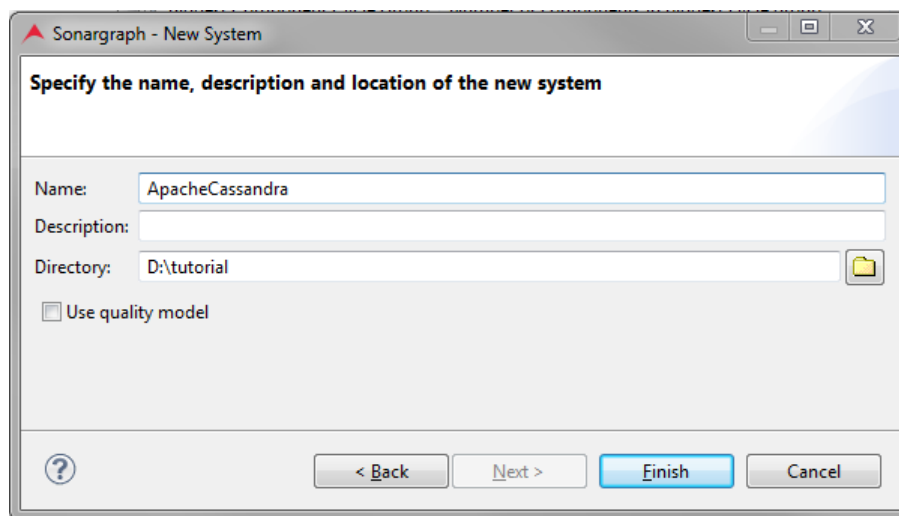 Sonargraph - New System
Specify the name, description and location of the new system
Name: ApacheCassandra
Description:
Directory: D:\tutorial
Use quality model
? < Back Next > Finish Cancel